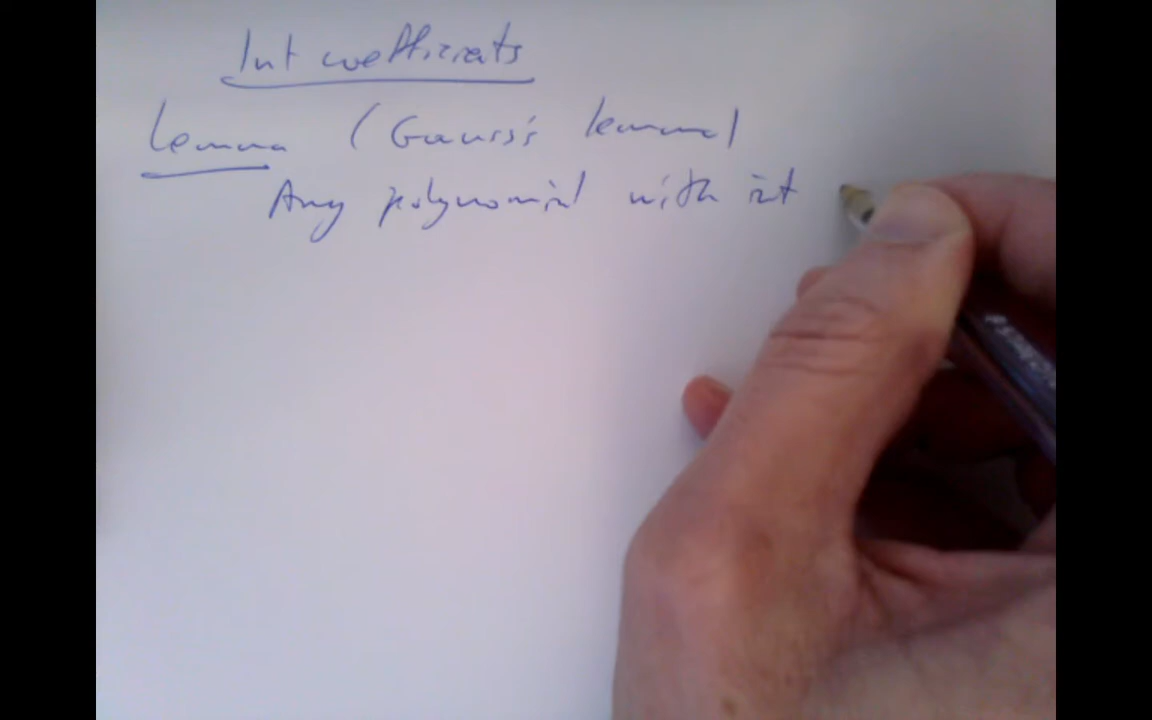 Int coefficients
Lemma (Gauss's lemma)
Any polynomial with int